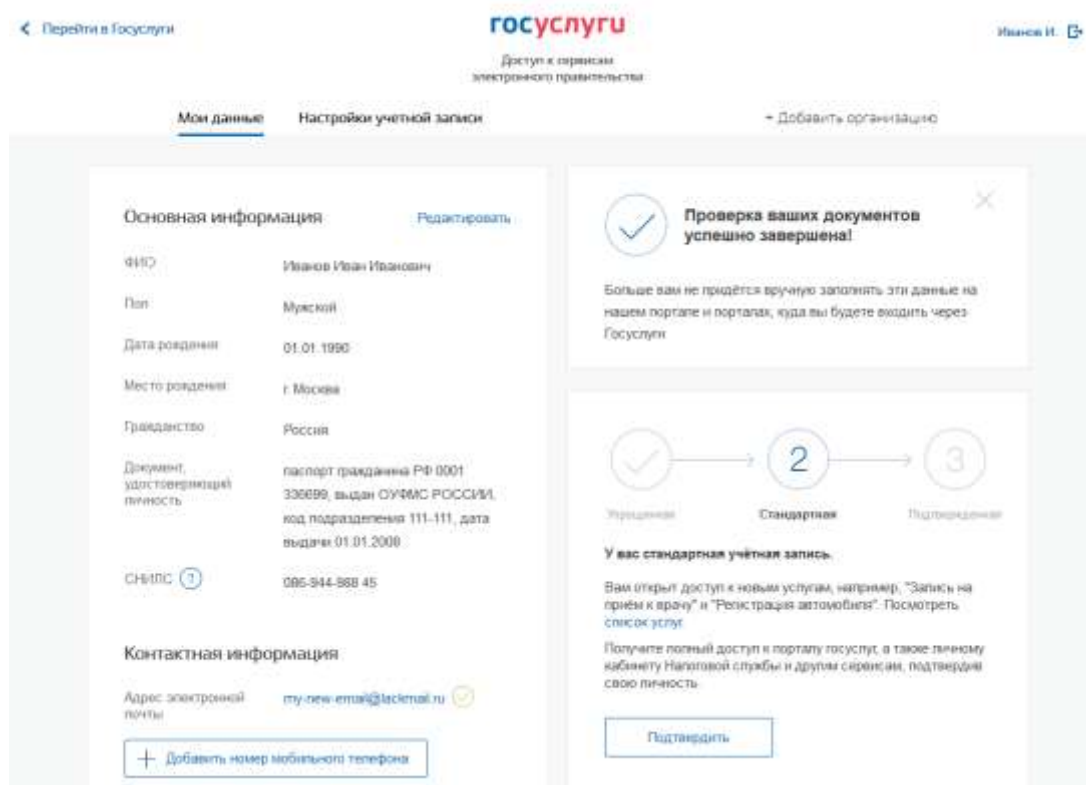 Перейти в Госуслуги
госуслуги
Иванов И.
Доступ к сервисам
электронного правительства
Мои данные
Настройки учетной записи
+ Добавить организацию
Основная информация
Редактировать
ФИО
Иванов Иван Иванович
Пол
Мужской
Дата рождения
01.01.1990
Место рождения
г. Москва
Гражданство
Россия
Документ,
удостоверяющий
личность
паспорт гражданина РФ 0001
336699, выдан ОУФМС РОССИИ,
код подразделения 111-111, дата
выдачи 01.01.2008
СНИЛС ?
086-944-988 45
Контактная информация
Адрес электронной
почты
my-new-email@lackmail.ru
+ Добавить номер мобильного телефона
Проверка ваших документов
успешно завершена!
Больше вам не придётся вручную заполнять эти данные на
нашем портале и порталах, куда вы будете входить через
Госуслуги
2
3
Упрощенная
Стандартная
Подтвержденная
У вас стандартная учётная запись.
Вам открыт доступ к новым услугам, например, "Запись на
приём к врачу" и "Регистрация автомобиля". Посмотреть
список услуг
Получите полный доступ к порталу госуслуг, а также личному
кабинету Налоговой службы и другим сервисам, подтвердив
свою личность
Подтвердить